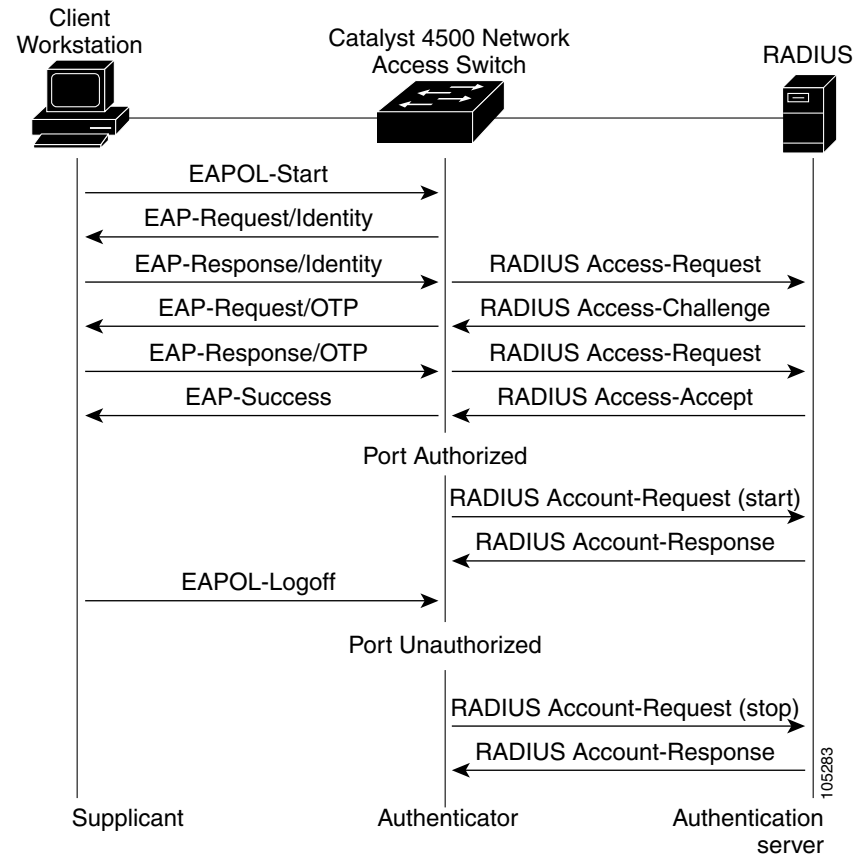 Client
Workstation
Catalyst 4500 Network
Access Switch
RADIUS
EAPOL-Start
EAP-Request/Identity
EAP-Response/Identity
RADIUS Access-Request
EAP-Request/OTP
RADIUS Access-Challenge
EAP-Response/OTP
RADIUS Access-Request
EAP-Success
RADIUS Access-Accept
Port Authorized
RADIUS Account-Request (start)
RADIUS Account-Response
EAPOL-Logoff
Port Unauthorized
RADIUS Account-Request (stop)
RADIUS Account-Response
105283
Supplicant
Authenticator
Authentication
server